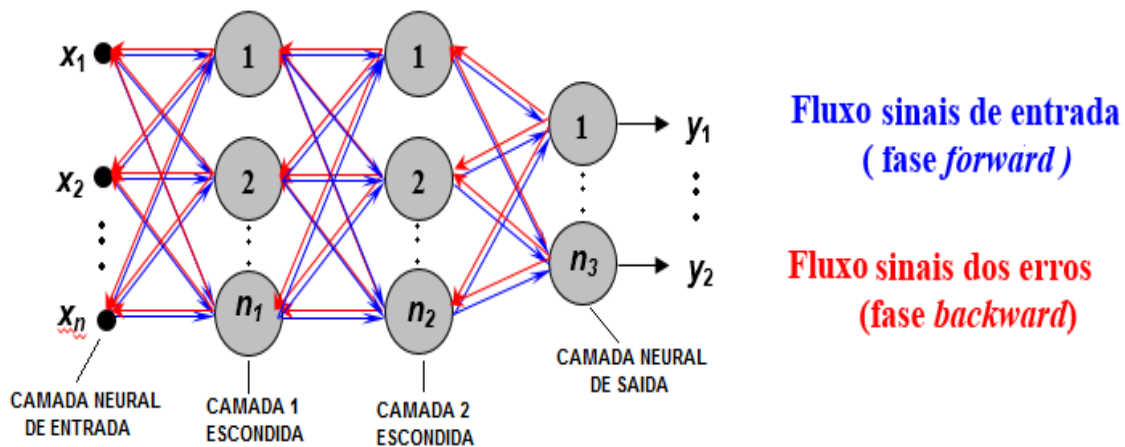 x1
x2
xn
1
2
n1
1
2
n2
1
n3
y1
y2
Fluxo sinais de entrada
( fase forward )
Fluxo sinais dos erros
(fase backward)
CAMADA NEURAL
DE ENTRADA
CAMADA 1
ESCONDIDA
CAMADA 2
ESCONDIDA
CAMADA NEURAL
DE SAIDA